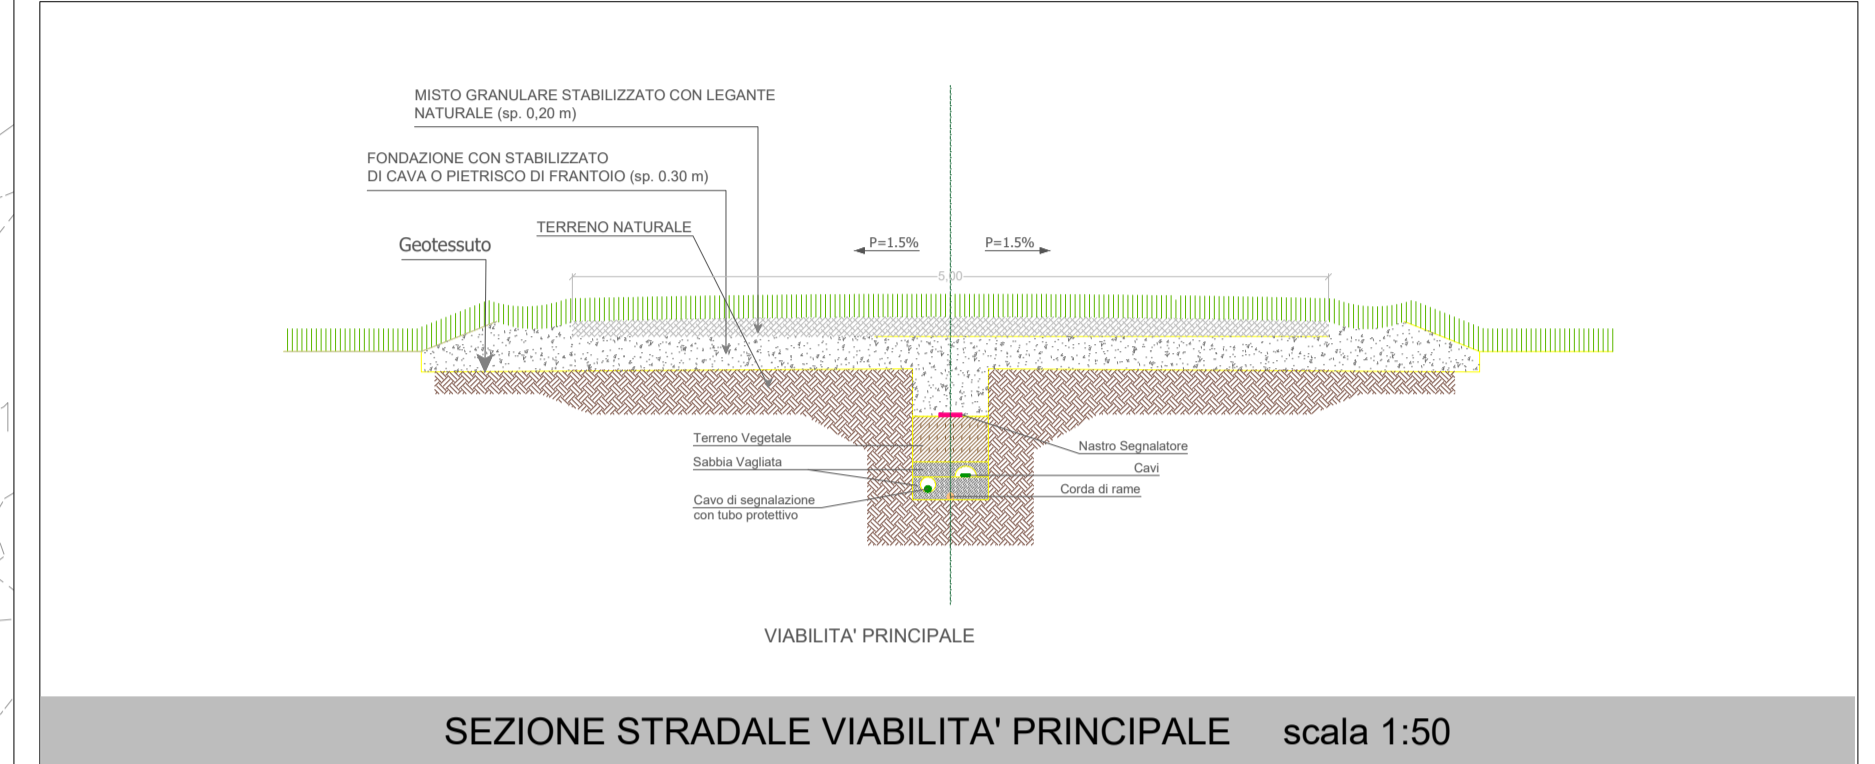 MISTO GRANULARE STABILIZZATO CON LEGANTE
NATURALE (sp. 0,20 m)
FONDAZIONE CON STABILIZZATO
DI CAVA O PIETRISCO DI FRANTOIO (sp. 0.30 m)
TERRENO NATURALE
Geotessuto
P=1.5%
P=1.5%
5,00
Terreno Vegetale
Sabbia Vagliata
Cavo di segnalazione
con tubo protettivo
Nastro Segnalatore
Cavi
Corda di rame
VIABILITA' PRINCIPALE
SEZIONE STRADALE VIABILITA' PRINCIPALE scala 1:50